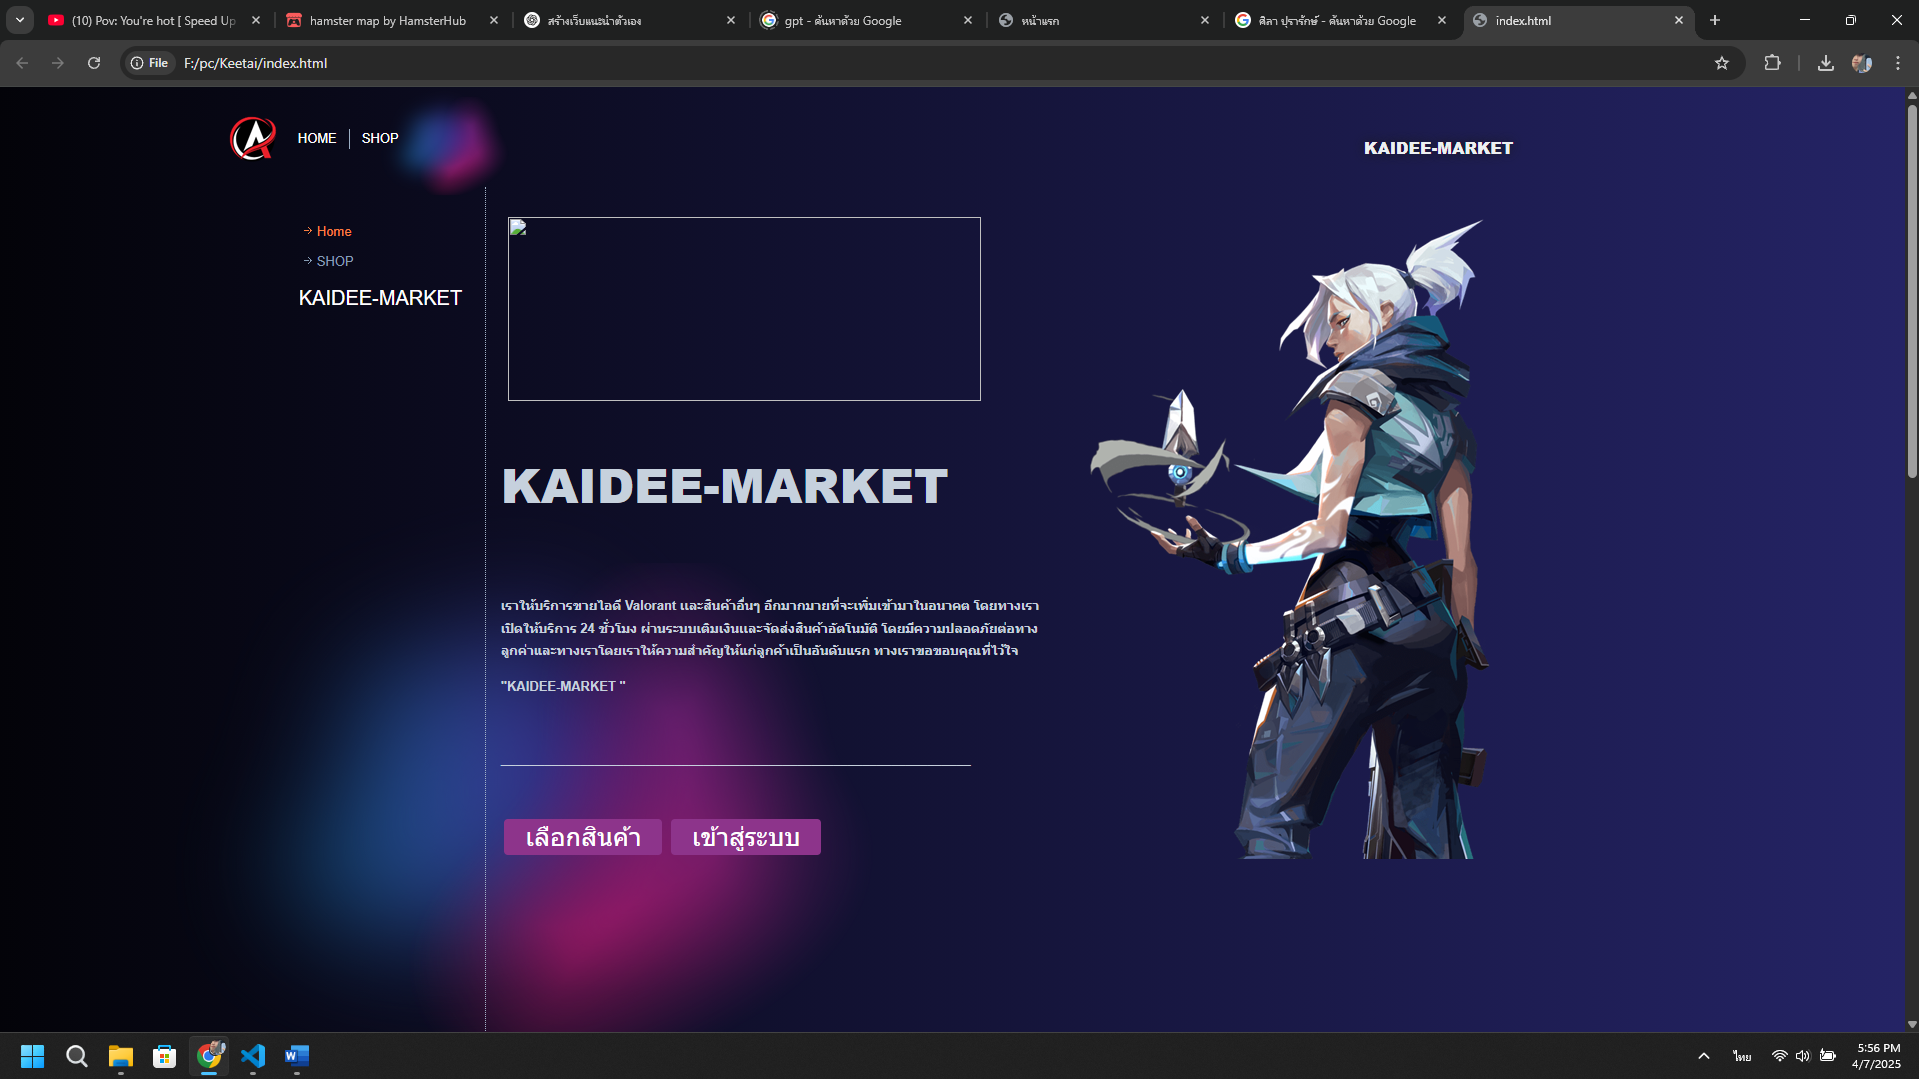 (10) Pov: You're hot [ Speed Up
hamster map by HamsterHub
สร้างเว็บแนะนำตัวเอง
gpt - ค้นหาด้วย Google
หน้าแรก
ศิลา ปุรารักษ์ - ค้นหาด้วย Google
index.html
File
F:/pc/Keetai/index.html
HOME
SHOP
KAIDEE-MARKET
Home
SHOP
KAIDEE-MARKET
KAIDEE-MARKET
เราให้บริการขายไอดี Valorant และสินค้าอื่นๆ อีกมากมายที่จะเพิ่มเข้ามาในอนาคต โดยทางเรา
เปิดให้บริการ 24 ชั่วโมง ผ่านระบบเติมเงินและจัดส่งสินค้าอัตโนมัติ โดยมีความปลอดภัยต่อทาง
ลูกค่าและทางเราโดยเราให้ความสำคัญให้แก่ลูกค้าเป็นอันดับแรก ทางเราขอขอบคุณที่ไว้ใจ
"KAIDEE-MARKET "
เลือกสินค้า
เข้าสู่ระบบ
ไทย
5:56 PM
4/7/2025